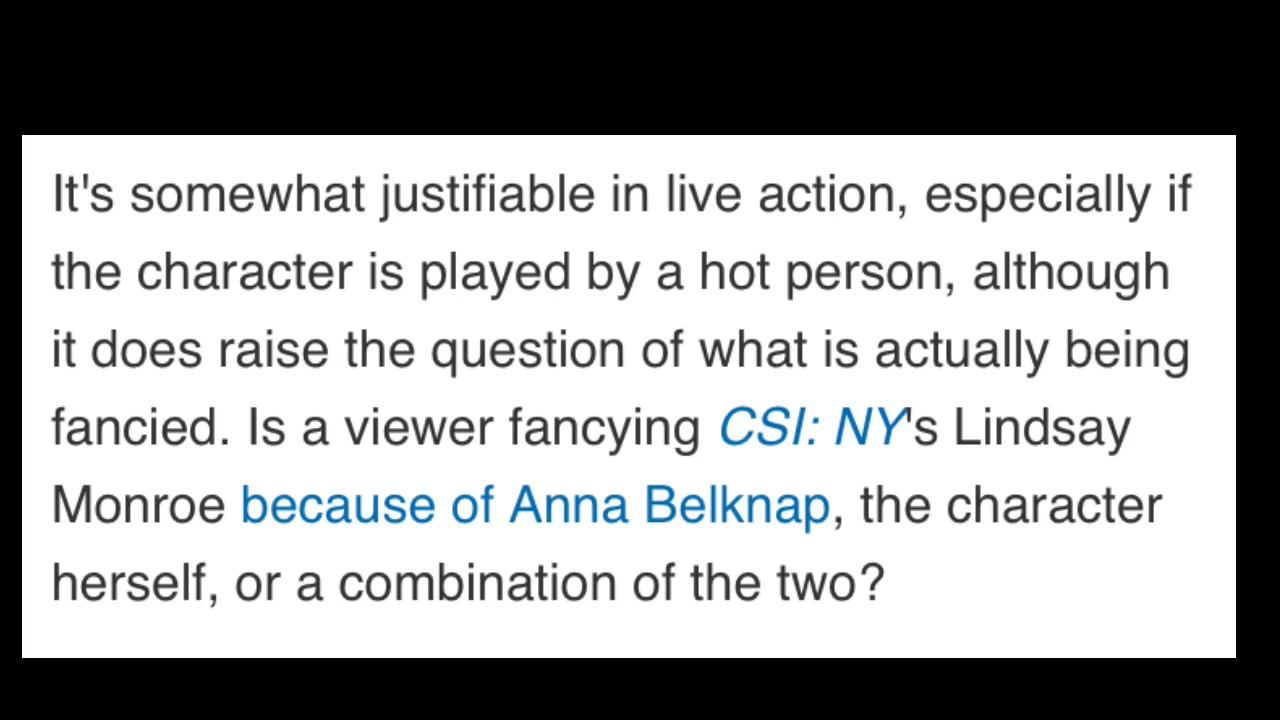 It's somewhat justifiable in live action, especially if
the character is played by a hot person, although
it does raise the question of what is actually being
fancied. Is a viewer fancying CSI: NY's Lindsay
Monroe because of Anna Belknap, the character
herself, or a combination of the two?